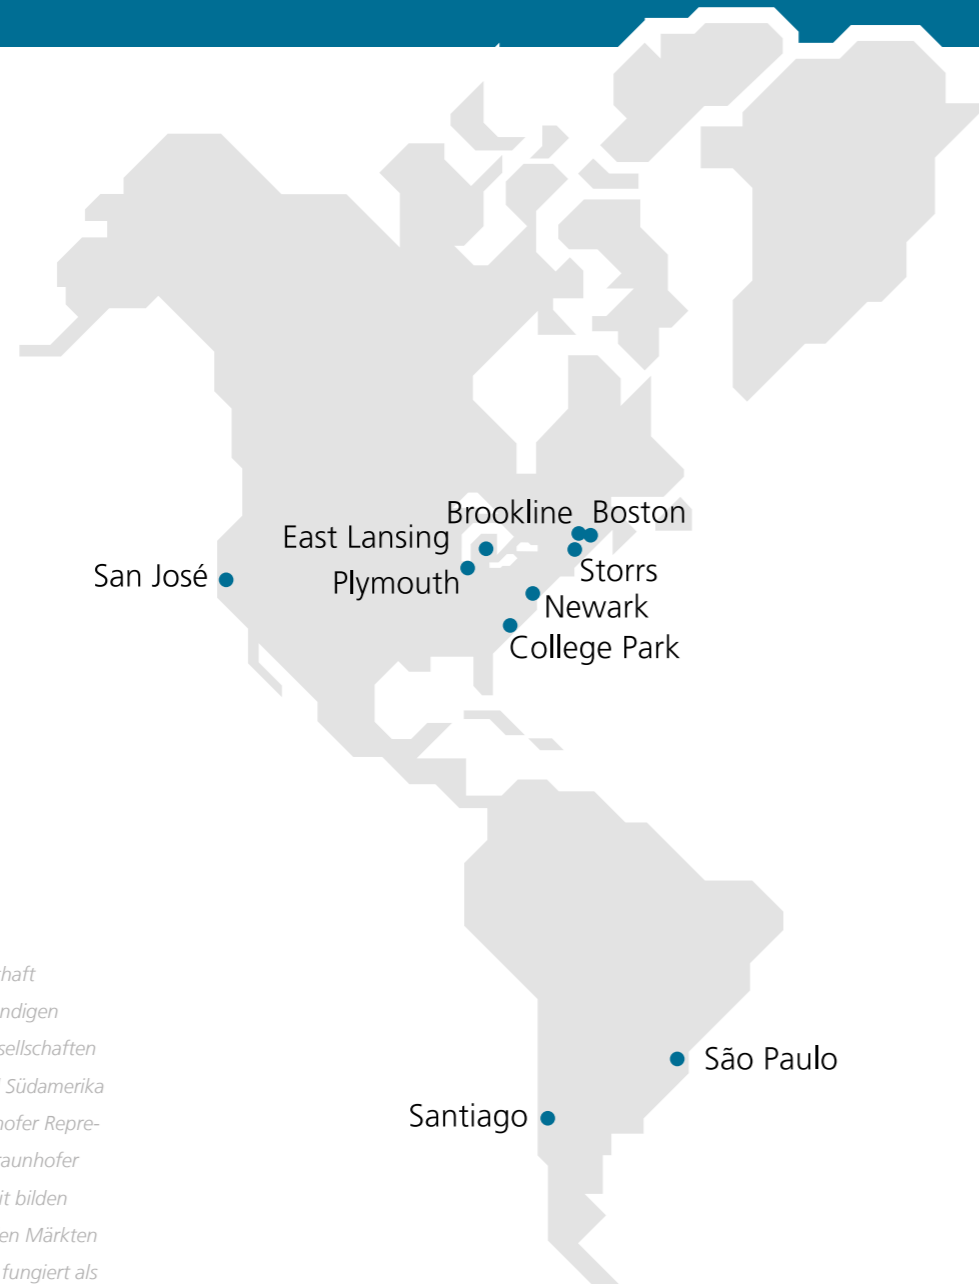 Brookline
Boston
East Lansing
San José
Plymouth
Storrs
Newark
College Park
haft
ndigen
sellschaften
Südamerika
hofer Repre-
raunhofer
it bilden
en Märkten
fungiert als
São Paulo
Santiago